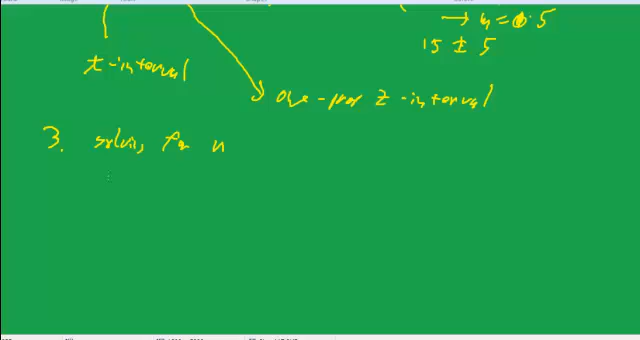 → n = 0.5
15 ± 5
t-interval
one-prop z-interval
3. solving for n